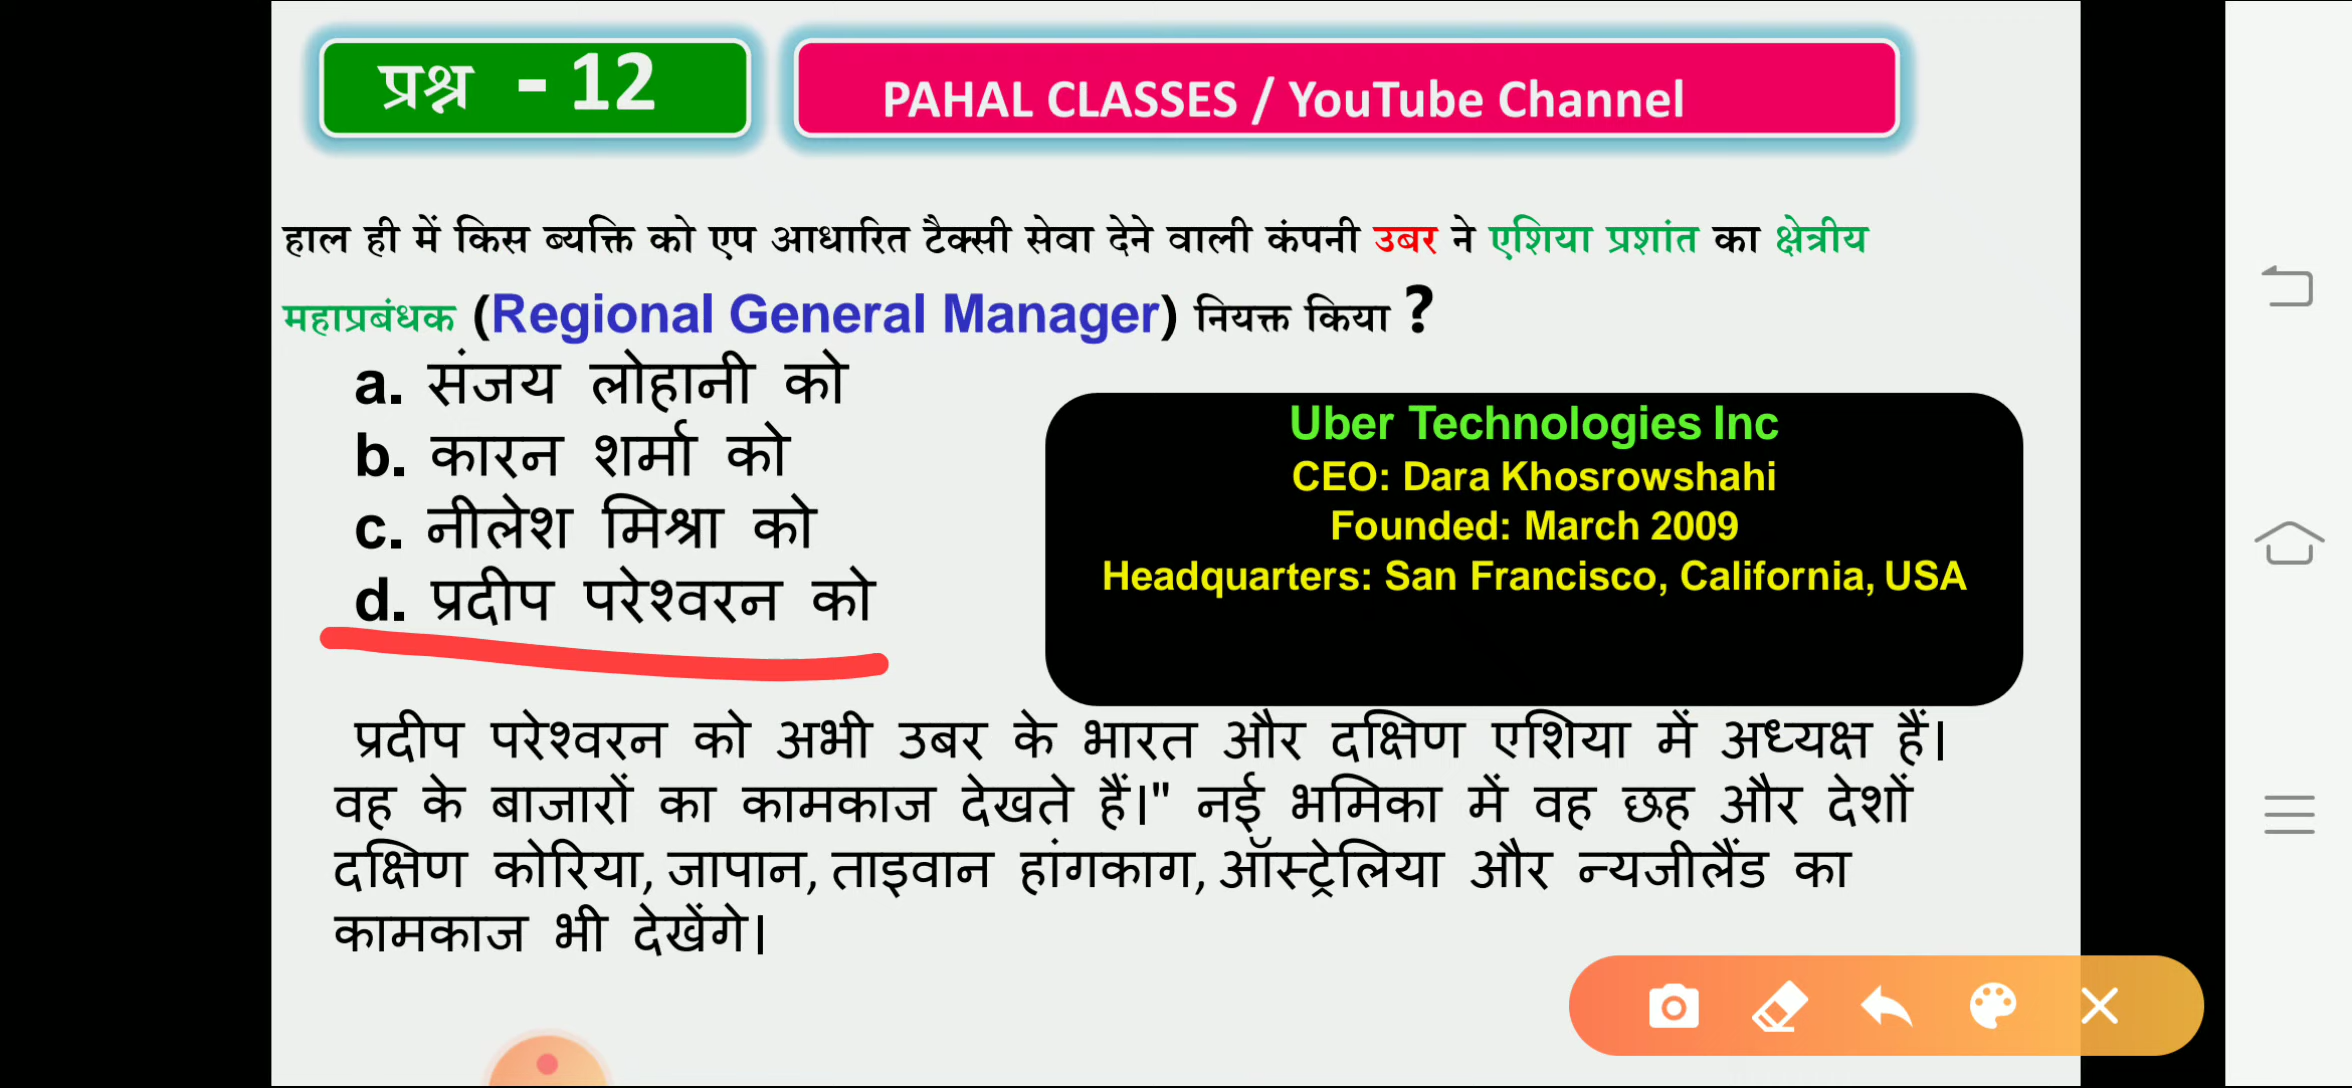 प्रश्न - 12
PAHAL CLASSES / YouTube Channel
हाल ही में किस ब्यक्ति को एप आधारित टैक्सी सेवा देने वाली कंपनी उबर ने एशिया प्रशांत का क्षेत्रीय
महाप्रबंधक (Regional General Manager) नियक्त किया ?
a. संजय लोहानी को
b. कारन शर्मा को
c. नीलेश मिश्रा को
d. प्रदीप परेश्वरन को
Uber Technologies Inc
CEO: Dara Khosrowshahi
Founded: March 2009
Headquarters: San Francisco, California, USA
प्रदीप परेश्वरन को अभी उबर के भारत और दक्षिण एशिया में अध्यक्ष हैं।
वह के बाजारों का कामकाज देखते हैं।" नई भमिका में वह छह और देशों
दक्षिण कोरिया, जापान, ताइवान हांगकाग, ऑस्ट्रेलिया और न्यजीलैंड का
कामकाज भी देखेंगे।